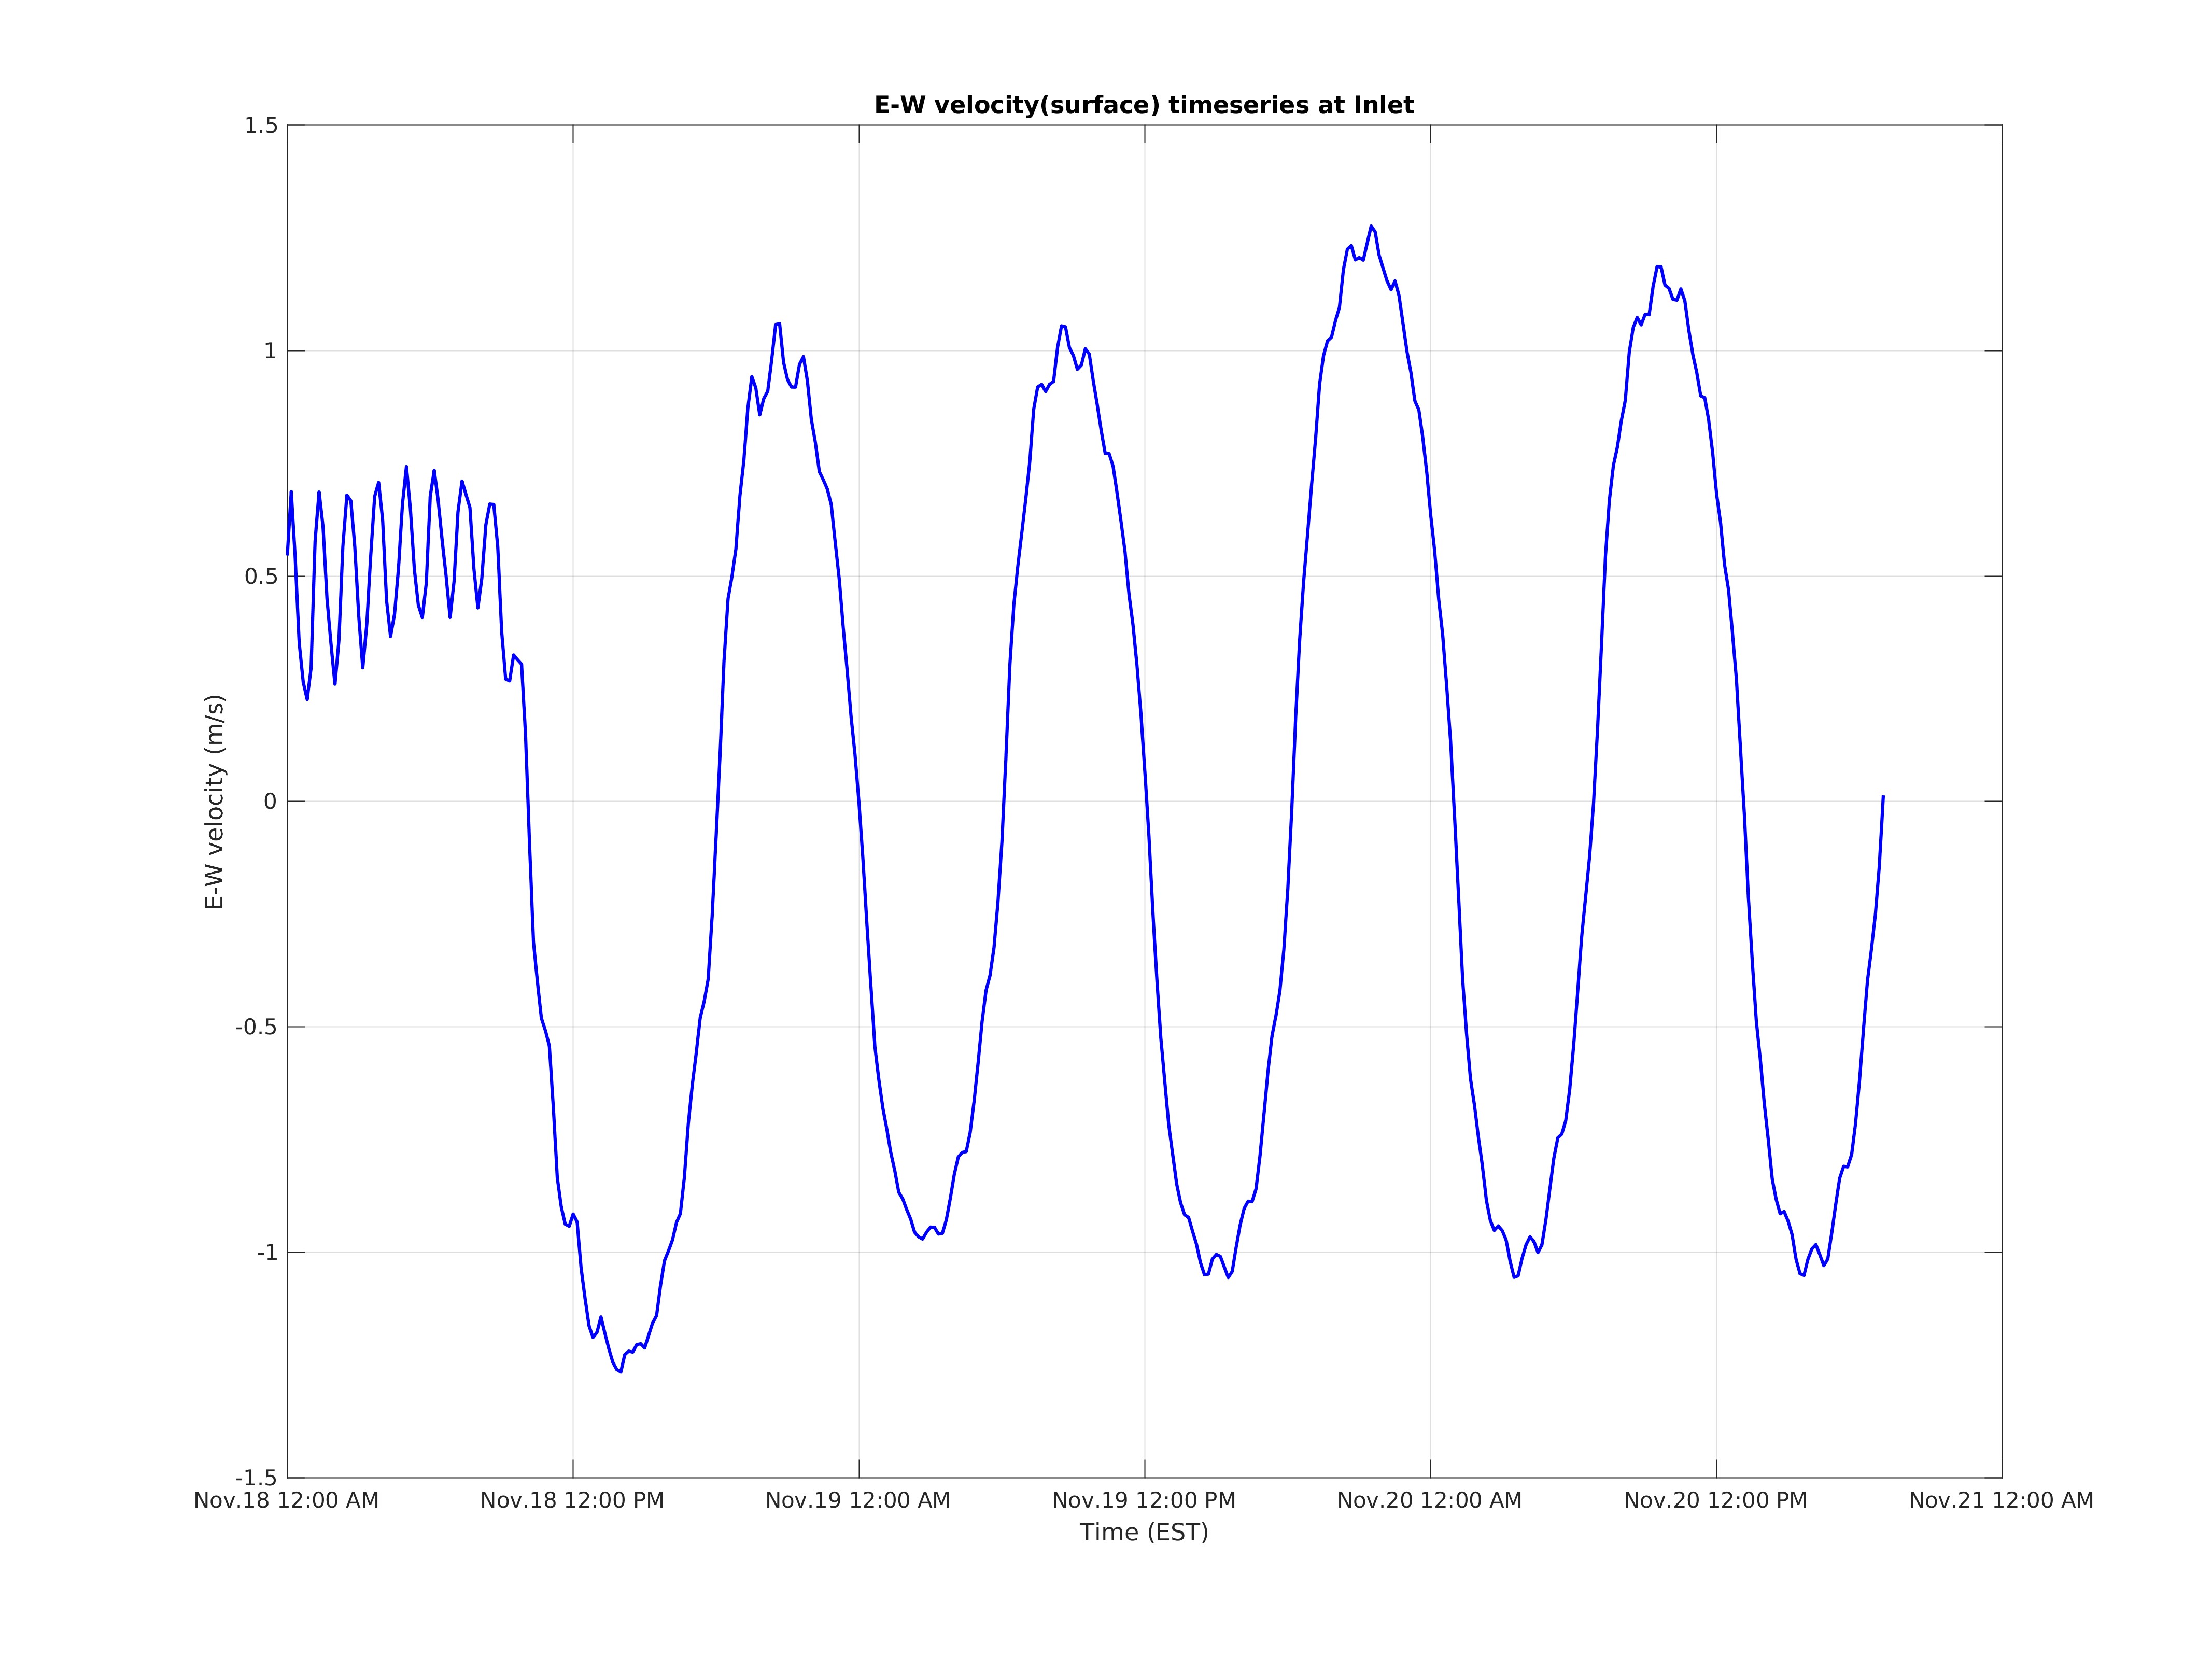 E-W velocity(surface) timeseries at Inlet
1.5
1
0.5
0
-0.5
-1
-1.5
E-W velocity (m/s)
Nov.18 12:00 AM
Nov.18 12:00 PM
Nov.19 12:00 AM
Nov.19 12:00 PM
Nov.20 12:00 AM
Nov.20 12:00 PM
Nov.21 12:00 AM
Time (EST)